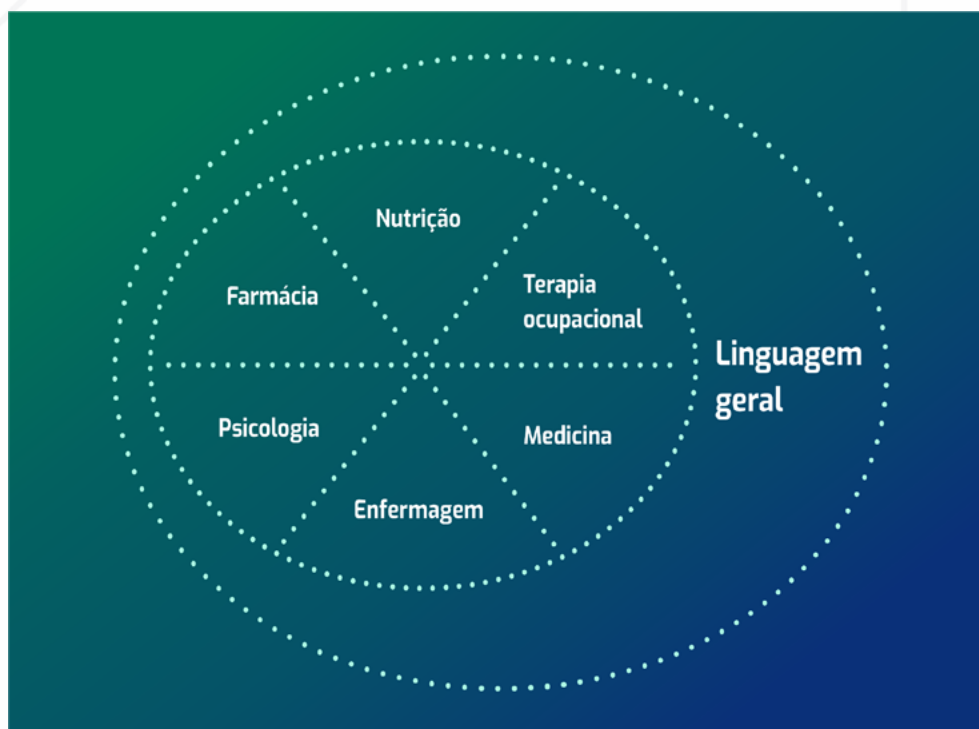 Nutrição
Farmácia
Terapia
ocupacional
Linguagem
geral
Psicologia
Medicina
Enfermagem